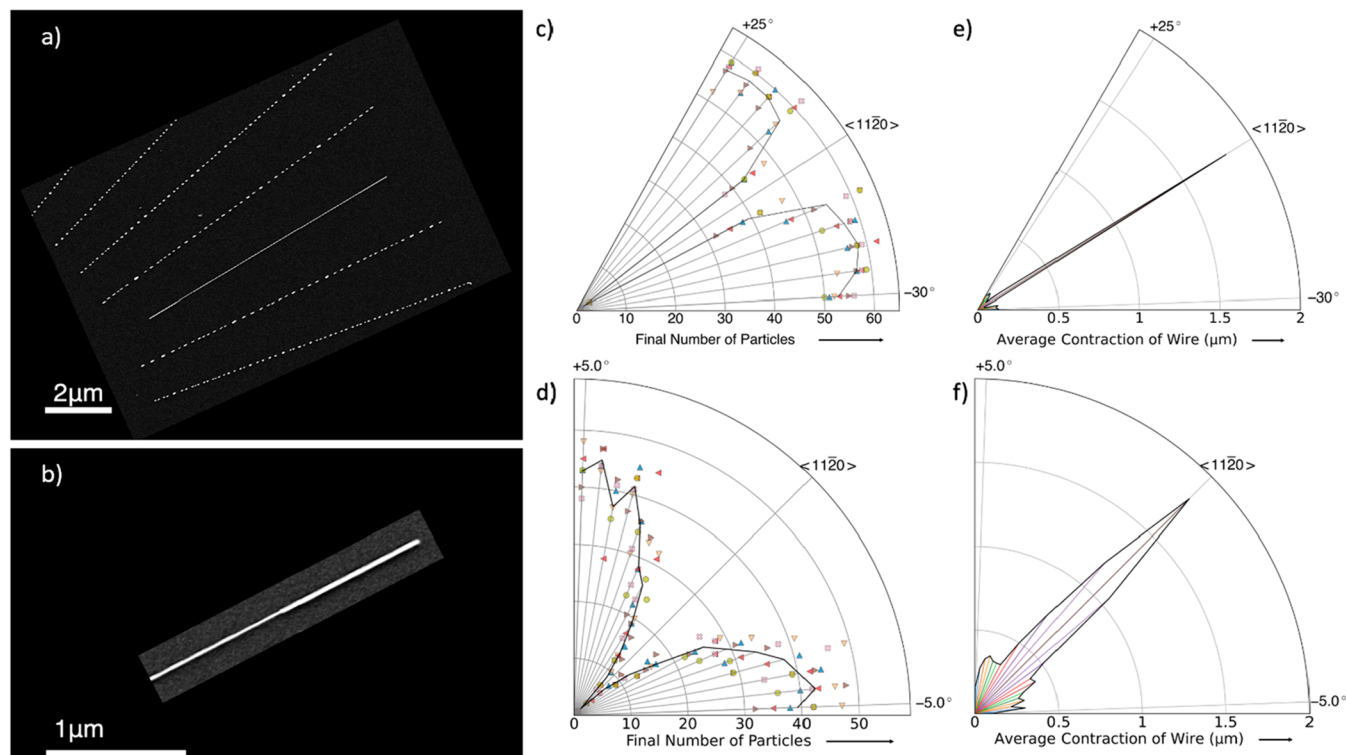 a)
2μm
b)
1μm
c)
+25°
<112̅0>
−30°
0 10 20 30 40 50 60
Final Number of Particles
d)
+5.0°
<112̅0>
−5.0°
0 10 20 30 40 50
Final Number of Particles
e)
+25°
<112̅0>
−30°
0 0.5 1 1.5 2
Average Contraction of Wire (μm)
f)
+5.0°
<112̅0>
−5.0°
0 0.5 1 1.5 2
Average Contraction of Wire (μm)